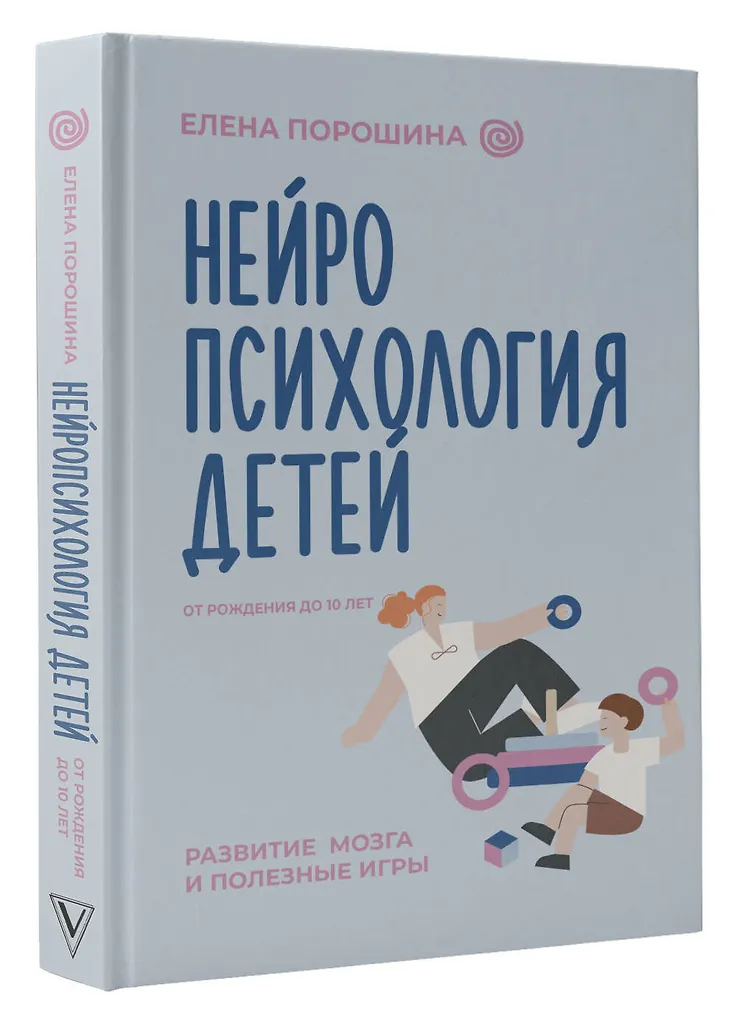 ЕЛЕНА ПОРОШИНА
НЕЙРО
ПСИХОЛОГИЯ
ДЕТЕЙ
ОТ РОЖДЕНИЯ ДО 10 ЛЕТ
РАЗВИТИЕ МОЗГА
И ПОЛЕЗНЫЕ ИГРЫ
ЕЛЕНА ПОРОШИНА
НЕЙРОПСИХОЛОГИЯ ДЕТЕЙ
ОТ РОЖДЕНИЯ
ДО 10 ЛЕТ
V